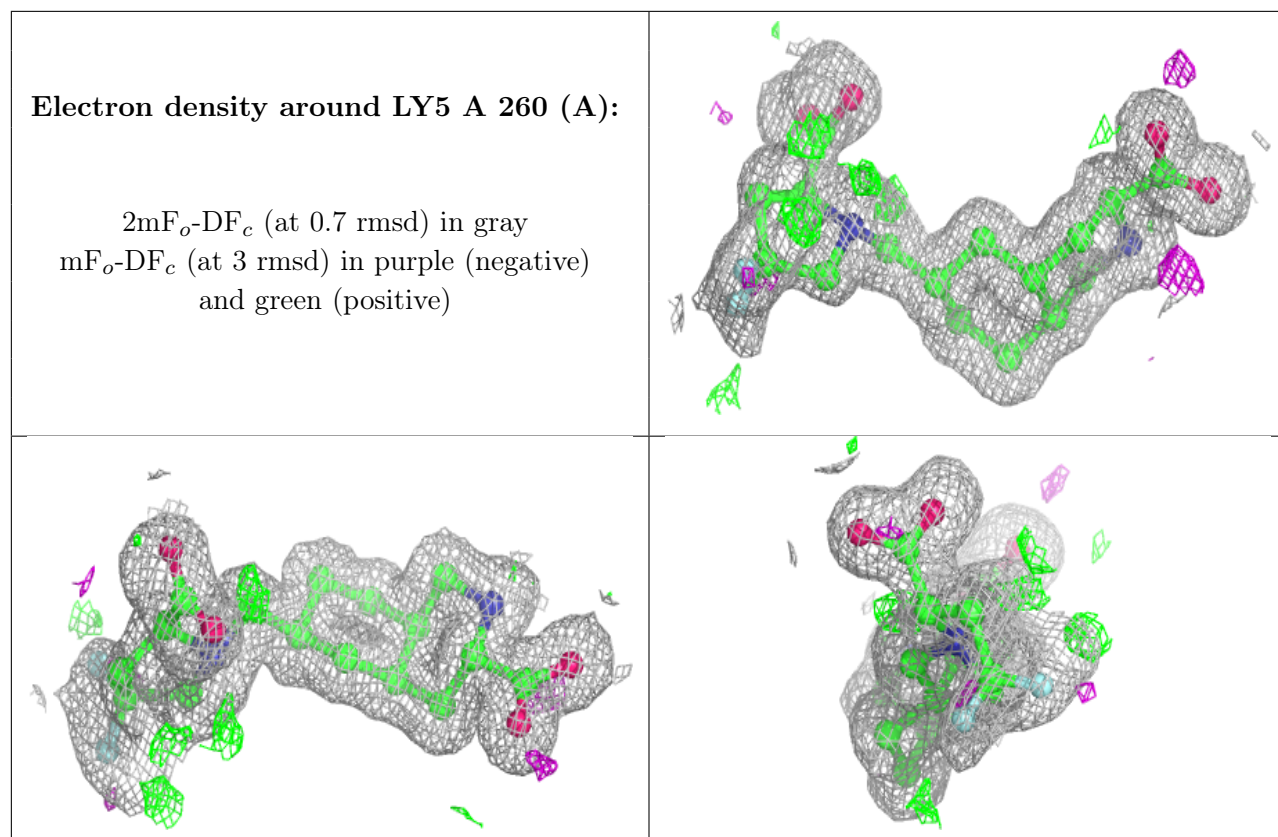 Electron density around LY5 A 260 (A):
2mFo-DFc (at 0.7 rmsd) in gray
mFo-DFc (at 3 rmsd) in purple (negative)
and green (positive)